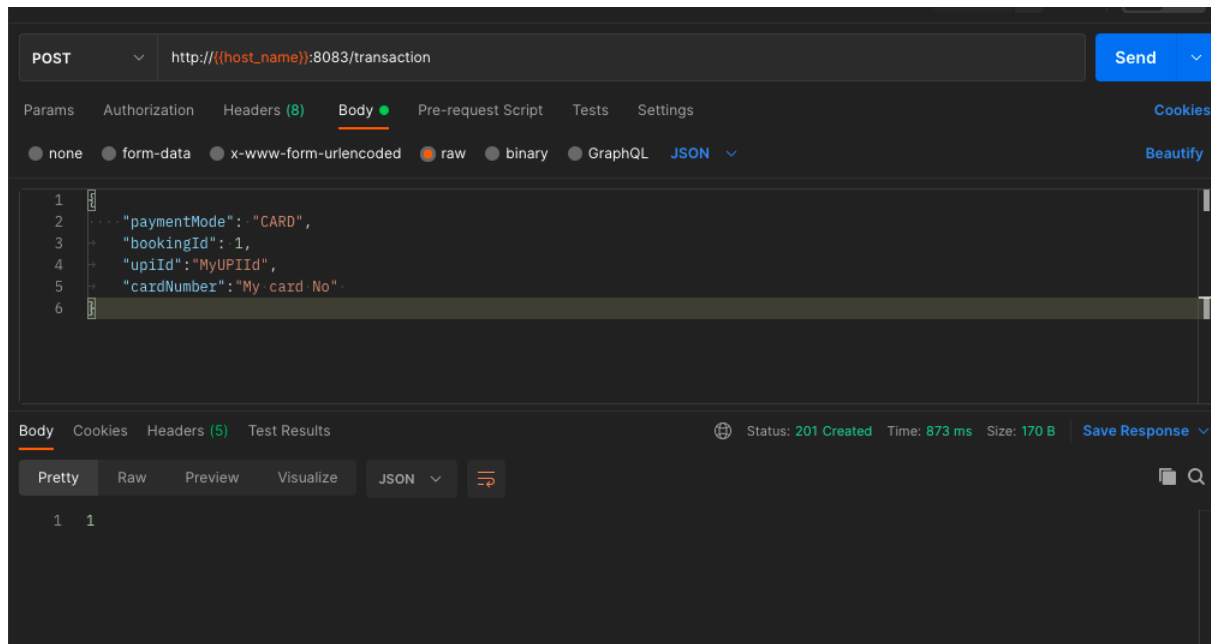 POST http://{{host_name}}:8083/transaction Send
Params Authorization Headers (8) Body Pre-request Script Tests Settings Cookies
none form-data x-www-form-urlencoded raw binary GraphQL JSON Beautify
1 {
2 "paymentMode": "CARD",
3 "bookingId": 1,
4 "upiId":"MyUPIId",
5 "cardNumber":"My card No"
6 }
Body Cookies Headers (5) Test Results Status: 201 Created Time: 873 ms Size: 170 B Save Response
Pretty Raw Preview Visualize JSON
1 1